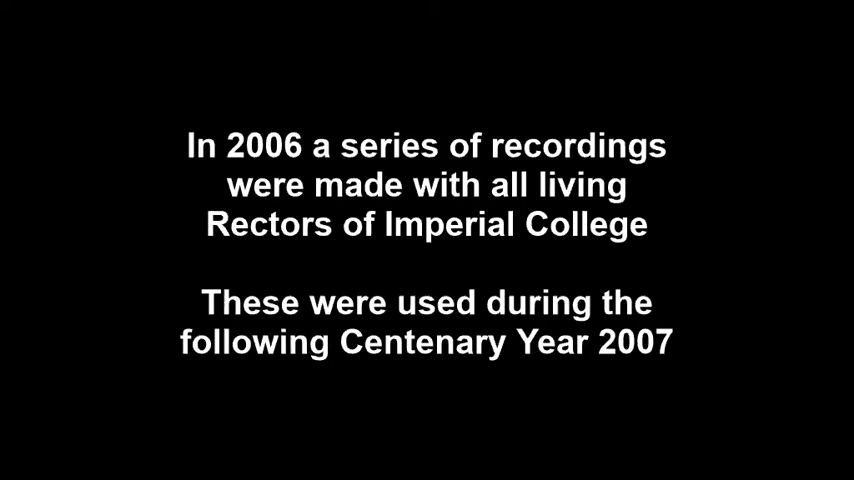 In 2006 a series of recordings
were made with all living
Rectors of Imperial College
These were used during the
following Centenary Year 2007